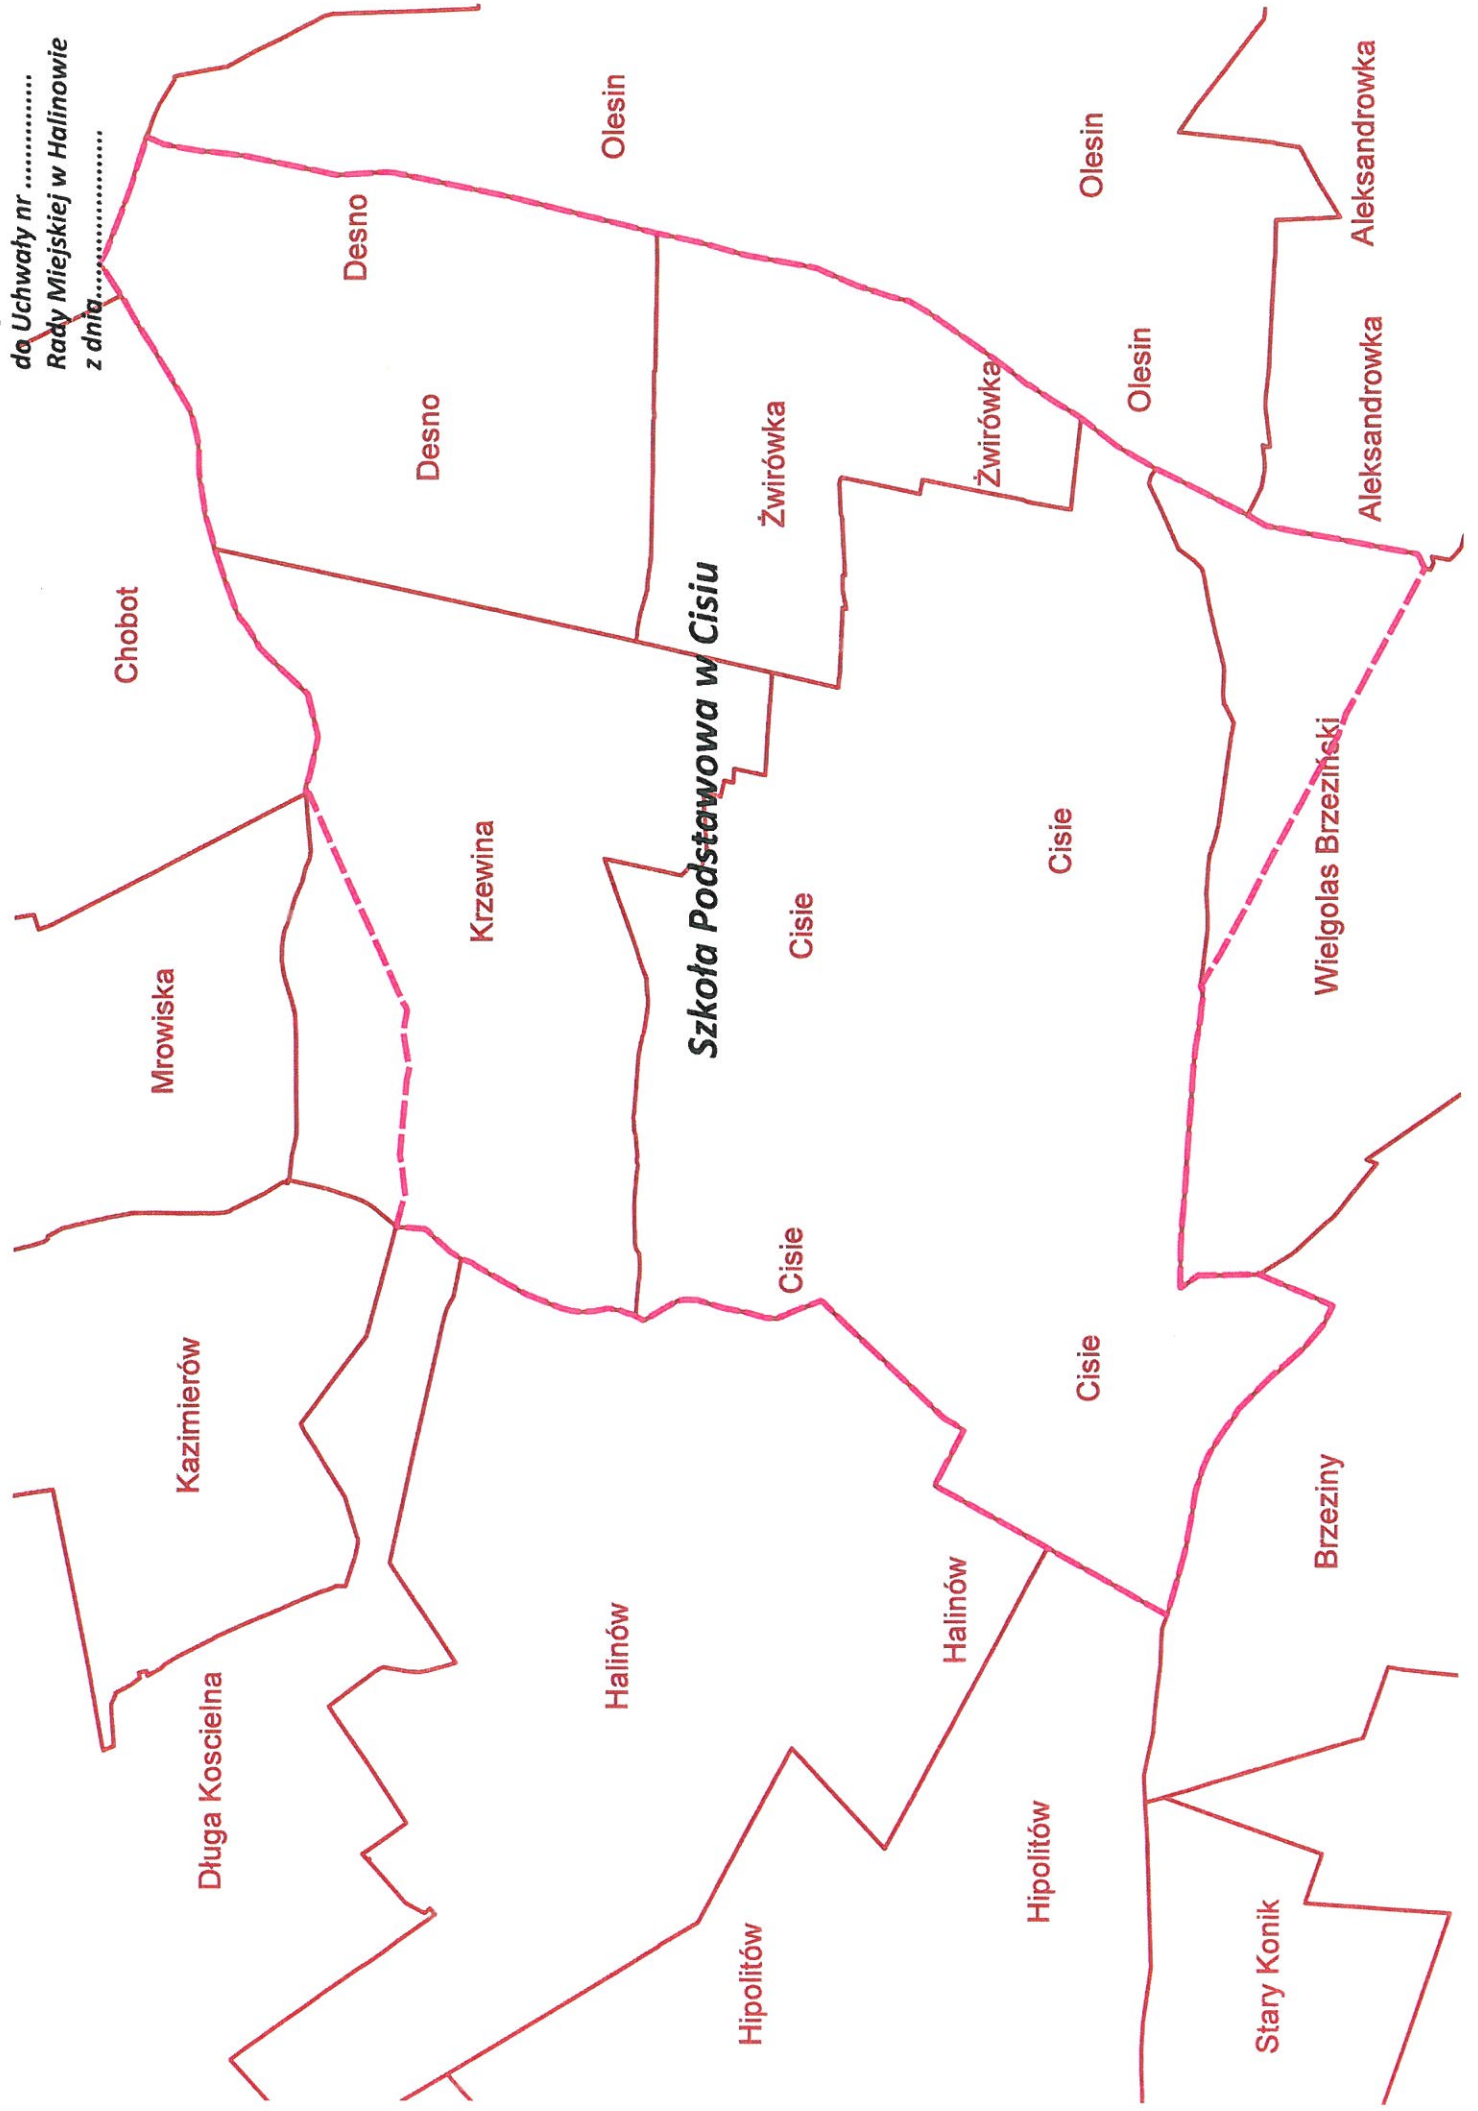 do Uchwały nr ...............
Rady Miejskiej w Halinowie
z dnia........................
Chobot
Mrowiska
Kazimierów
Długa Koscielna
Desno
Desno
Krzewina
Halinów
Olesin
Szkoła Podstawowa w Cisiu
Hipolitów
Żwirówka
Cisie
Cisie
Halinów
Żwirówka
Hipolitów
Cisie
Cisie
Olesin
Olesin
Stary Konik
Brzeziny
Wielgolas Brzeziński
Aleksandrowka
Aleksandrowka